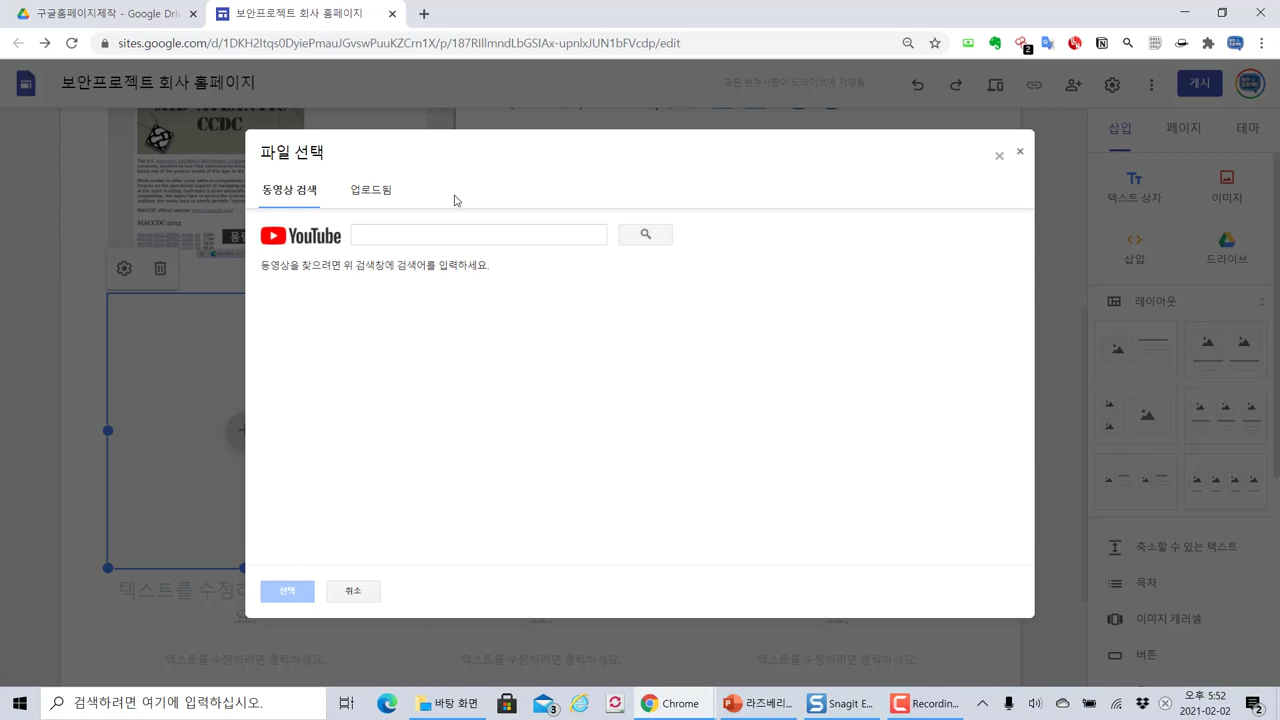 구글홈페이지제작 - Google Driv
보안프로젝트 회사 홈페이지
sites.google.com/d/1DKH2Itqs0DyiePmauJGvswPuuKZCrn1X/p/187RIllmndLbGSIAx-upnlxJUN1bFVcdp/edit
보안프로젝트 회사 홈페이지
모든 변경사항이 드라이브에 저장됨
게시
CCDC
MACCDC 2012
파일 선택
동영상 검색
업로드됨
YouTube
동영상을 찾으려면 위 검색창에 검색어를 입력하세요.
선택
취소
삽입
페이지
테마
텍스트 상자
이미지
삽입
드라이브
레이아웃
축소할 수 있는 텍스트
목차
이미지 캐러셀
버튼
텍스트를 수정하
텍스트를 수정하려면 클릭하세요.
텍스트를 수정하려면 클릭하세요.
텍스트를 수정하려면 클릭하세요.
검색하려면 여기에 입력하십시오.
바탕 화면
3
Chrome
라즈베리...
Snagit E...
Recordin...
오후 5:52
2021-02-02
2